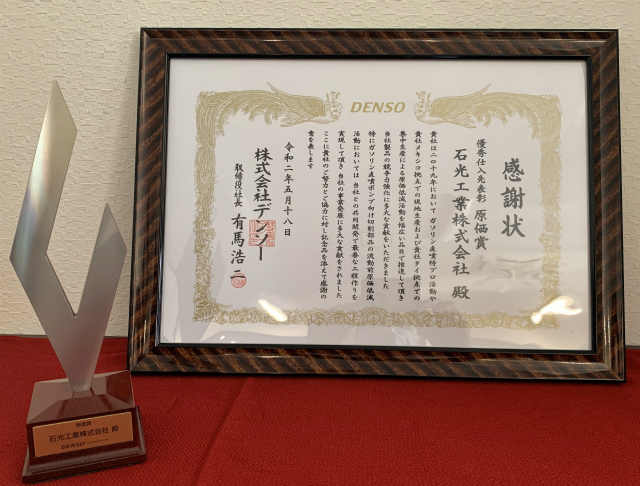 DENSO
感謝状
優秀仕入先表彰 原価賞
石光工業株式会社 殿
貴社は二〇一九年において ガソリン直噴特プロ活動や
貴社メキシコ拠点での現地生産および貴社タイ拠点での
集中生産による原価低減活動を幅広い品目で推進して頂き
当社製品の競争力強化に多大な貢献をいただきました
特にガソリン直噴ポンプ向け切削部品の流動前原価低減
活動においては 当社との共同開発で最善な工程作りを
実現して頂き 当社の事業発展に多大な貢献をされました
ここに貴社のご努力とご協力に対し記念品を添えて感謝の
意を表します
令和二年五月十八日
株式会社デンソー
取締役社長 有馬浩二
原価賞
石光工業株式会社 殿
DENSO